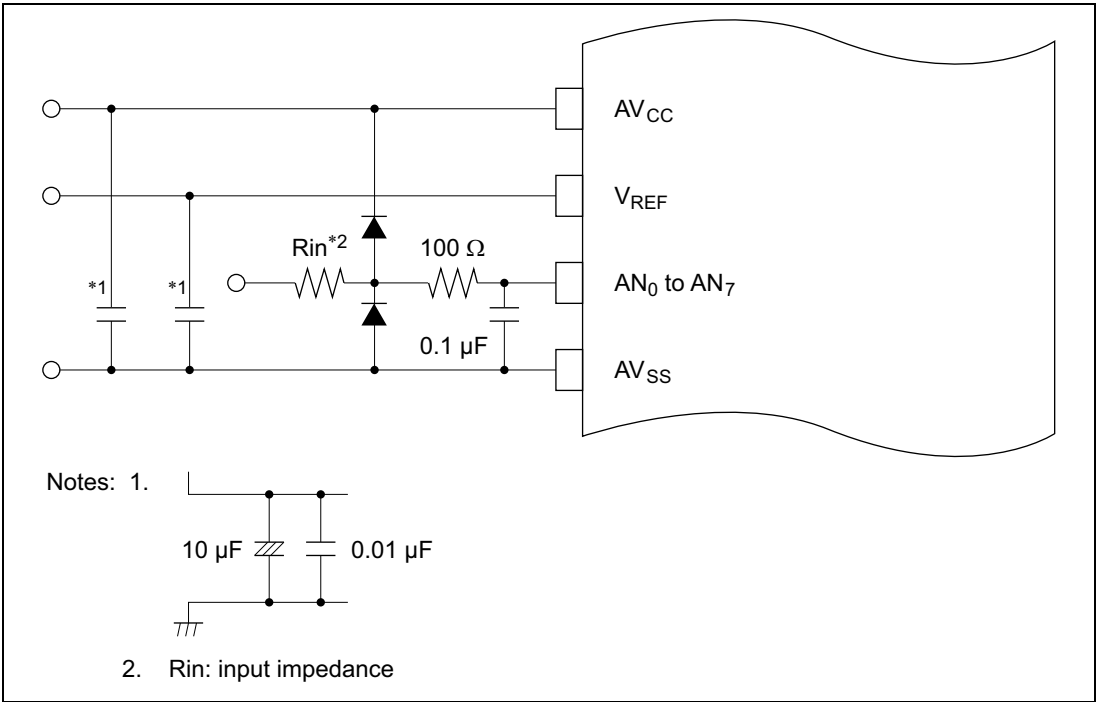 AVCC
VREF
Rin*2 100 Ω
*1 *1 AN0 to AN7
0.1 µF
AVSS
Notes: 1.
10 µF 0.01 µF
2. Rin: input impedance